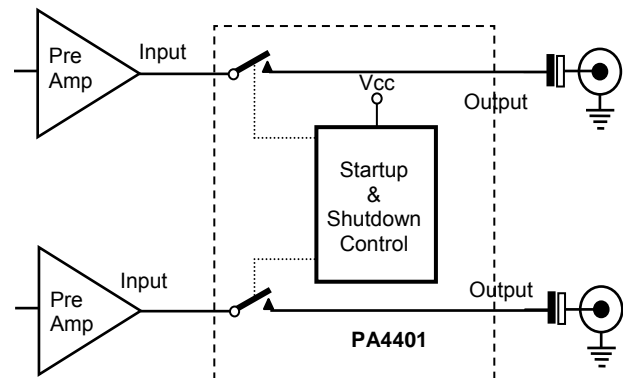 Pre
Amp
Input
Vcc
Output
Startup
&
Shutdown
Control
Pre
Amp
Input
Output
PA4401